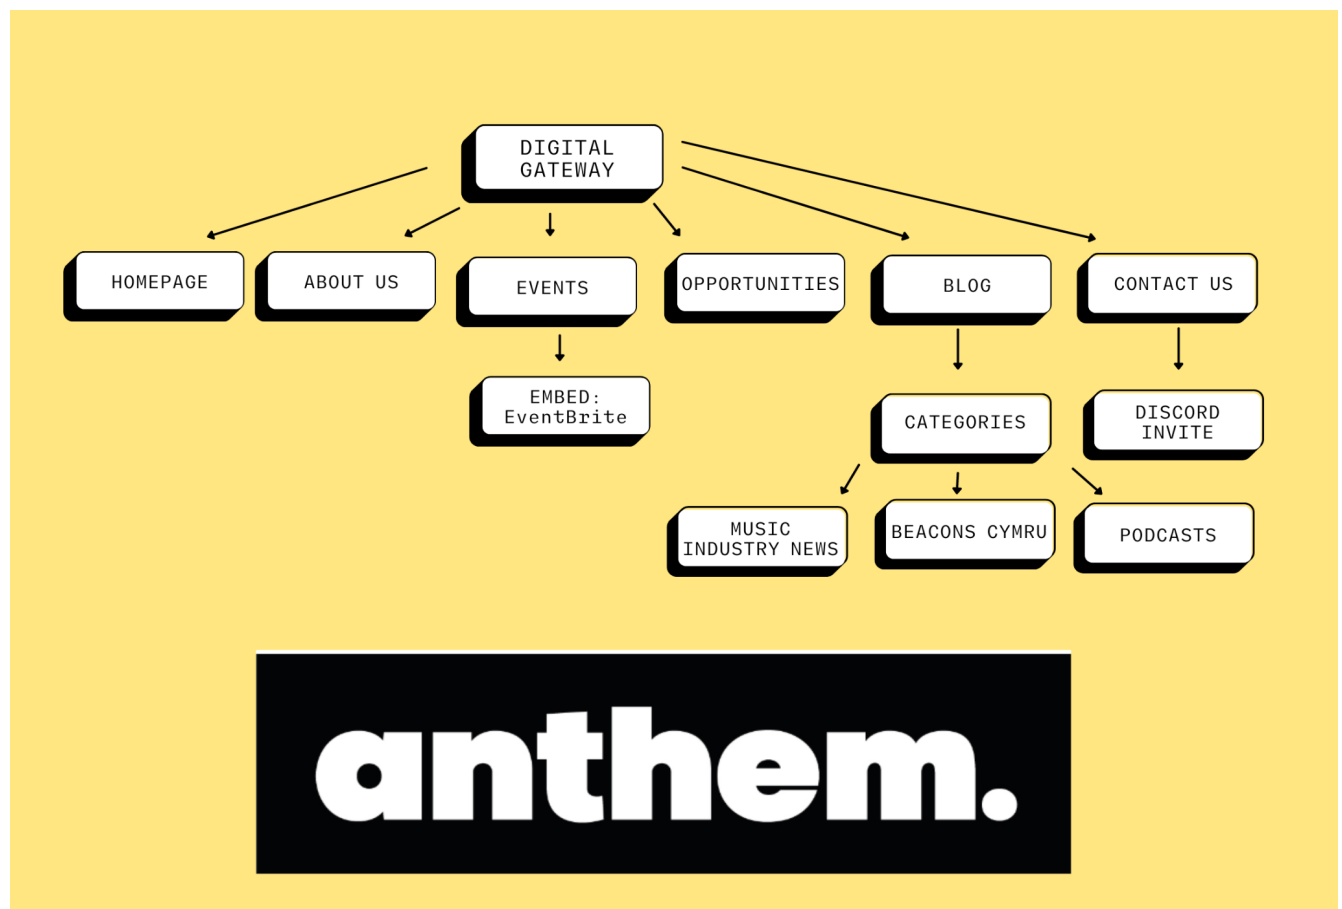 DIGITAL
GATEWAY
HOMEPAGE
ABOUT US
EVENTS
OPPORTUNITIES
BLOG
CONTACT US
EMBED:
EventBrite
CATEGORIES
DISCORD
INVITE
MUSIC
INDUSTRY NEWS
BEACONS CYMRU
PODCASTS
anthem.